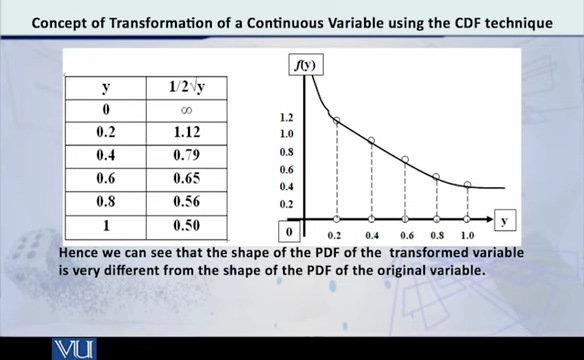 Concept of Transformation of a Continuous Variable using the CDF technique
y 1/2√y
0 ∞
0.2 1.12
0.4 0.79
0.6 0.65
0.8 0.56
1 0.50
f(y)
1.2
1.0
0.8
0.6
0.4
0.2
0
0.2 0.4 0.6 0.8 1.0
y
Hence we can see that the shape of the PDF of the transformed variable
is very different from the shape of the PDF of the original variable.
VU